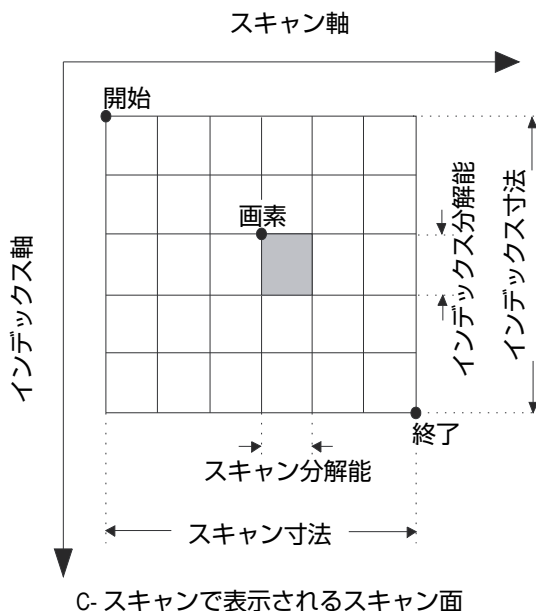 スキャン軸
開始
画素
インデックス軸
インデックス分解能
インデックス寸法
終了
スキャン分解能
スキャン寸法
C-スキャンで表示されるスキャン面